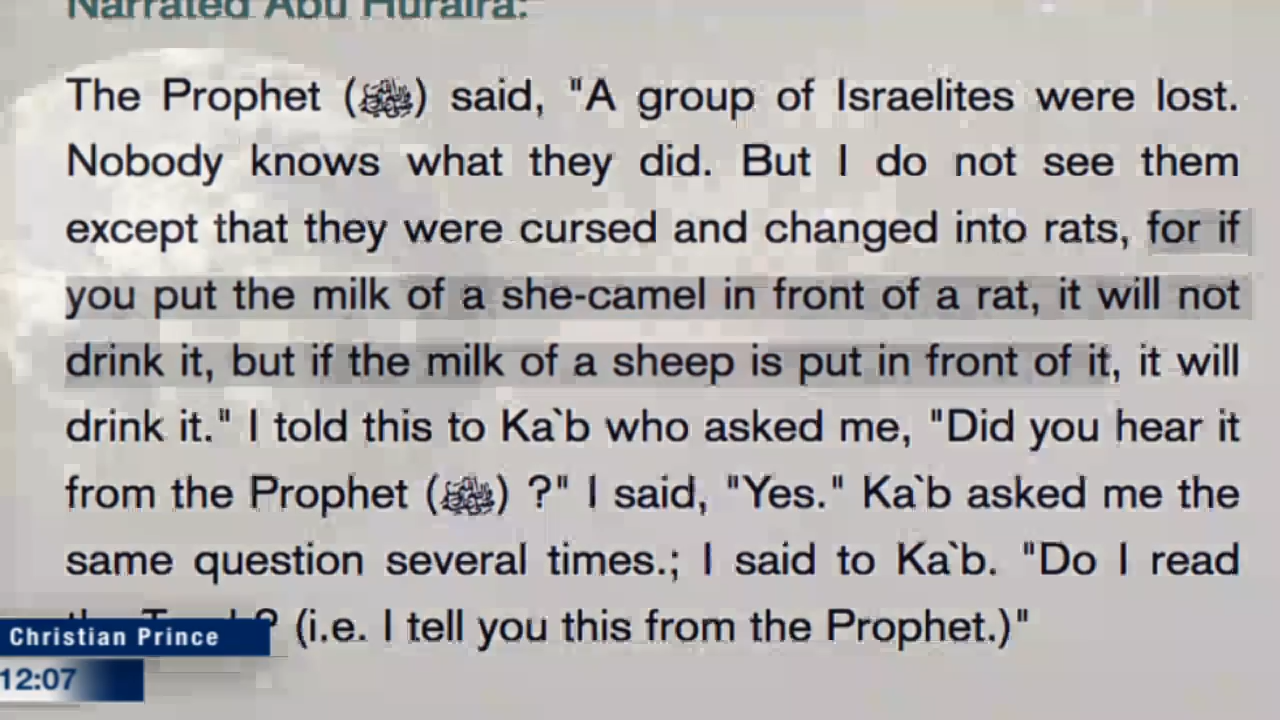 Narrated Abu Huraira:
The Prophet (ﷺ) said, "A group of Israelites were lost.
Nobody knows what they did. But I do not see them
except that they were cursed and changed into rats, for if
you put the milk of a she-camel in front of a rat, it will not
drink it, but if the milk of a sheep is put in front of it, it will
drink it." I told this to Ka`b who asked me, "Did you hear it
from the Prophet (ﷺ) ?" I said, "Yes." Ka`b asked me the
same question several times.; I said to Ka`b. "Do I read
(i.e. I tell you this from the Prophet.)"
Christian Prince
12:07